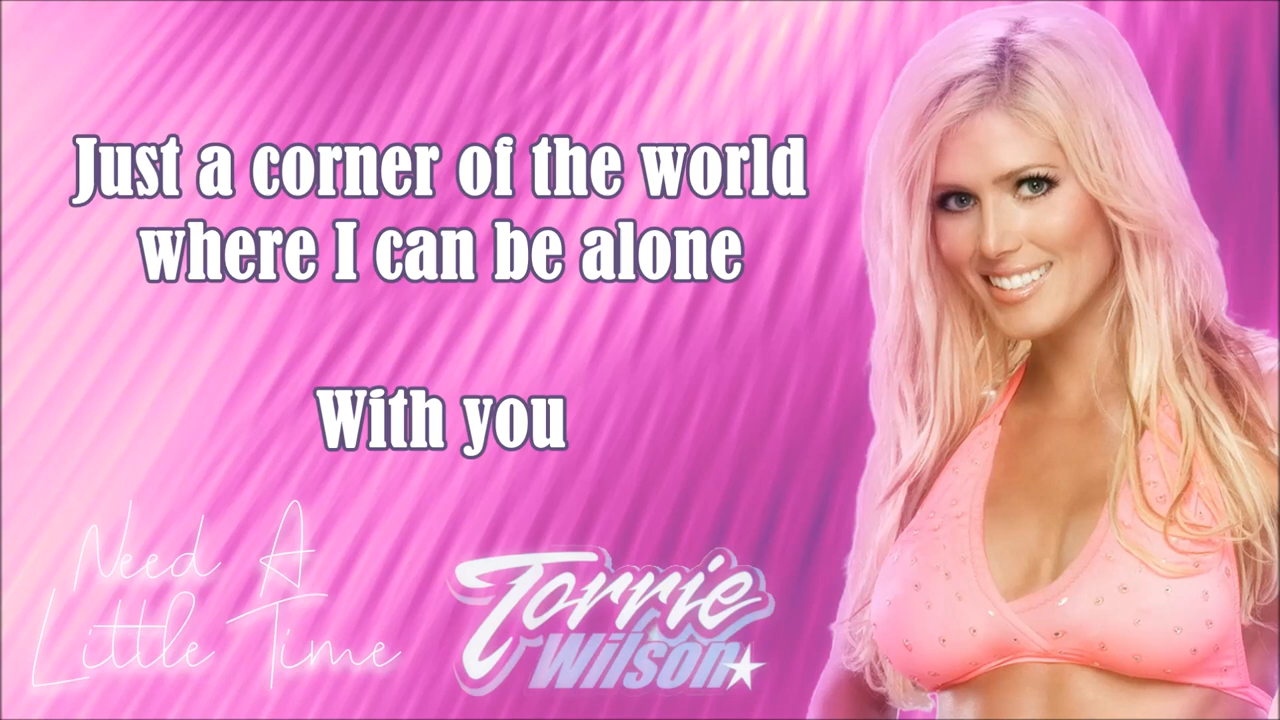 Just a corner of the world
where I can be alone
With you
Need A
Little Time
Torrie
Wilson